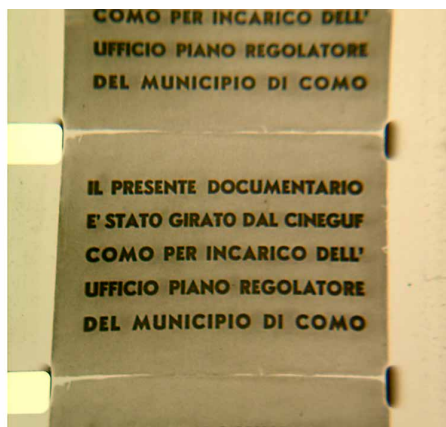 COMO PER INCARICO DELL'
UFFICIO PIANO REGOLATORE
DEL MUNICIPIO DI COMO
IL PRESENTE DOCUMENTARIO
E' STATO GIRATO DAL CINEGUF
COMO PER INCARICO DELL'
UFFICIO PIANO REGOLATORE
DEL MUNICIPIO DI COMO